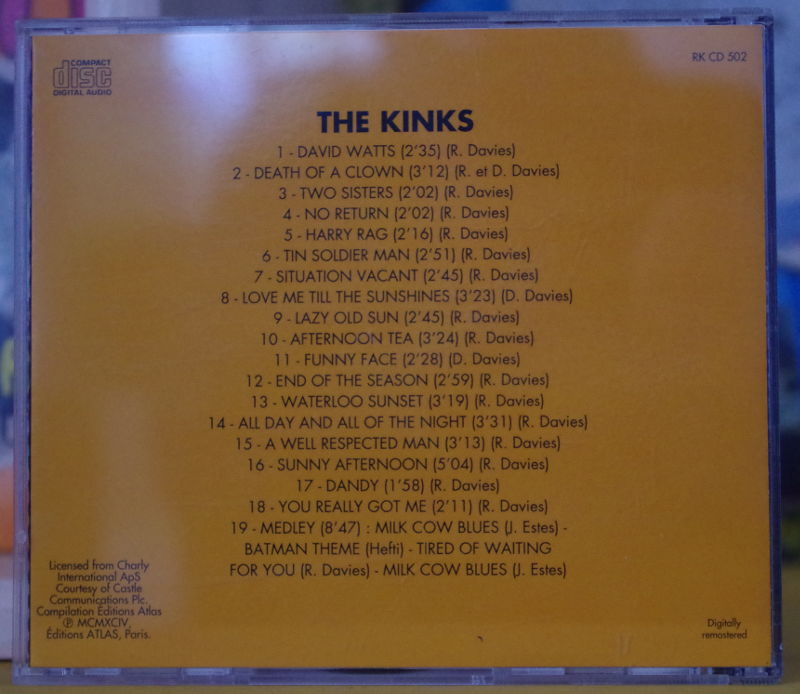 COMPACT
disc
DIGITAL AUDIO
RK CD 502
THE KINKS
1 - DAVID WATTS (2'35) (R. Davies)
2 - DEATH OF A CLOWN (3'12) (R. et D. Davies)
3 - TWO SISTERS (2'02) (R. Davies)
4 - NO RETURN (2'02) (R. Davies)
5 - HARRY RAG (2'16) (R. Davies)
6 - TIN SOLDIER MAN (2'51) (R. Davies)
7 - SITUATION VACANT (2'45) (R. Davies)
8 - LOVE ME TILL THE SUNSHINES (3'23) (D. Davies)
9 - LAZY OLD SUN (2'45) (R. Davies)
10 - AFTERNOON TEA (3'24) (R. Davies)
11 - FUNNY FACE (2'28) (D. Davies)
12 - END OF THE SEASON (2'59) (R. Davies)
13 - WATERLOO SUNSET (3'19) (R. Davies)
14 - ALL DAY AND ALL OF THE NIGHT (3'31) (R. Davies)
15 - A WELL RESPECTED MAN (3'13) (R. Davies)
16 - SUNNY AFTERNOON (5'04) (R. Davies)
17 - DANDY (1'58) (R. Davies)
18 - YOU REALLY GOT ME (2'11) (R. Davies)
19 - MEDLEY (8'47) : MILK COW BLUES (J. Estes) -
BATMAN THEME (Hefti) - TIRED OF WAITING
FOR YOU (R. Davies) - MILK COW BLUES (J. Estes)
Licensed from Charly
International ApS
Courtesy of Castle
Communications Plc.
Compilation Editions Atlas
℗ MCMXCIV,
Éditions ATLAS, Paris.
Digitally
remastered